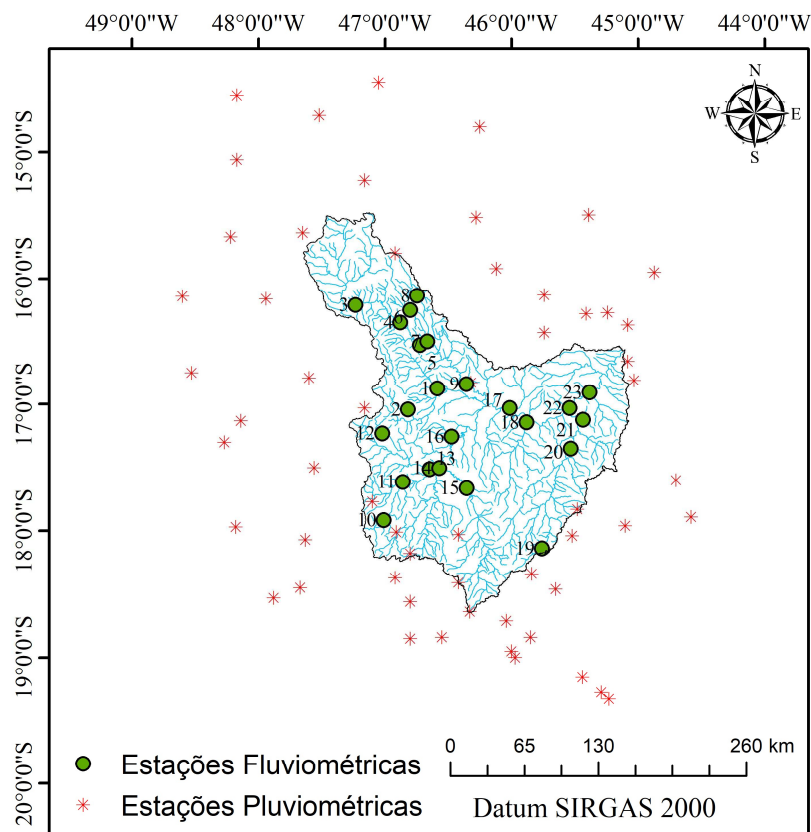 49°0'0"W 48°0'0"W 47°0'0"W 46°0'0"W 45°0'0"W 44°0'0"W
N
W E
S
15°0'0"S
16°0'0"S
17°0'0"S
18°0'0"S
19°0'0"S
20°0'0"S
8
3
6
4
7
5
1
9
23
2
17
22
18
21
12
16
20
13
14
11
15
10
19
0 65 130 260 km
Estações Fluviométricas
Estações Pluviométricas
Datum SIRGAS 2000